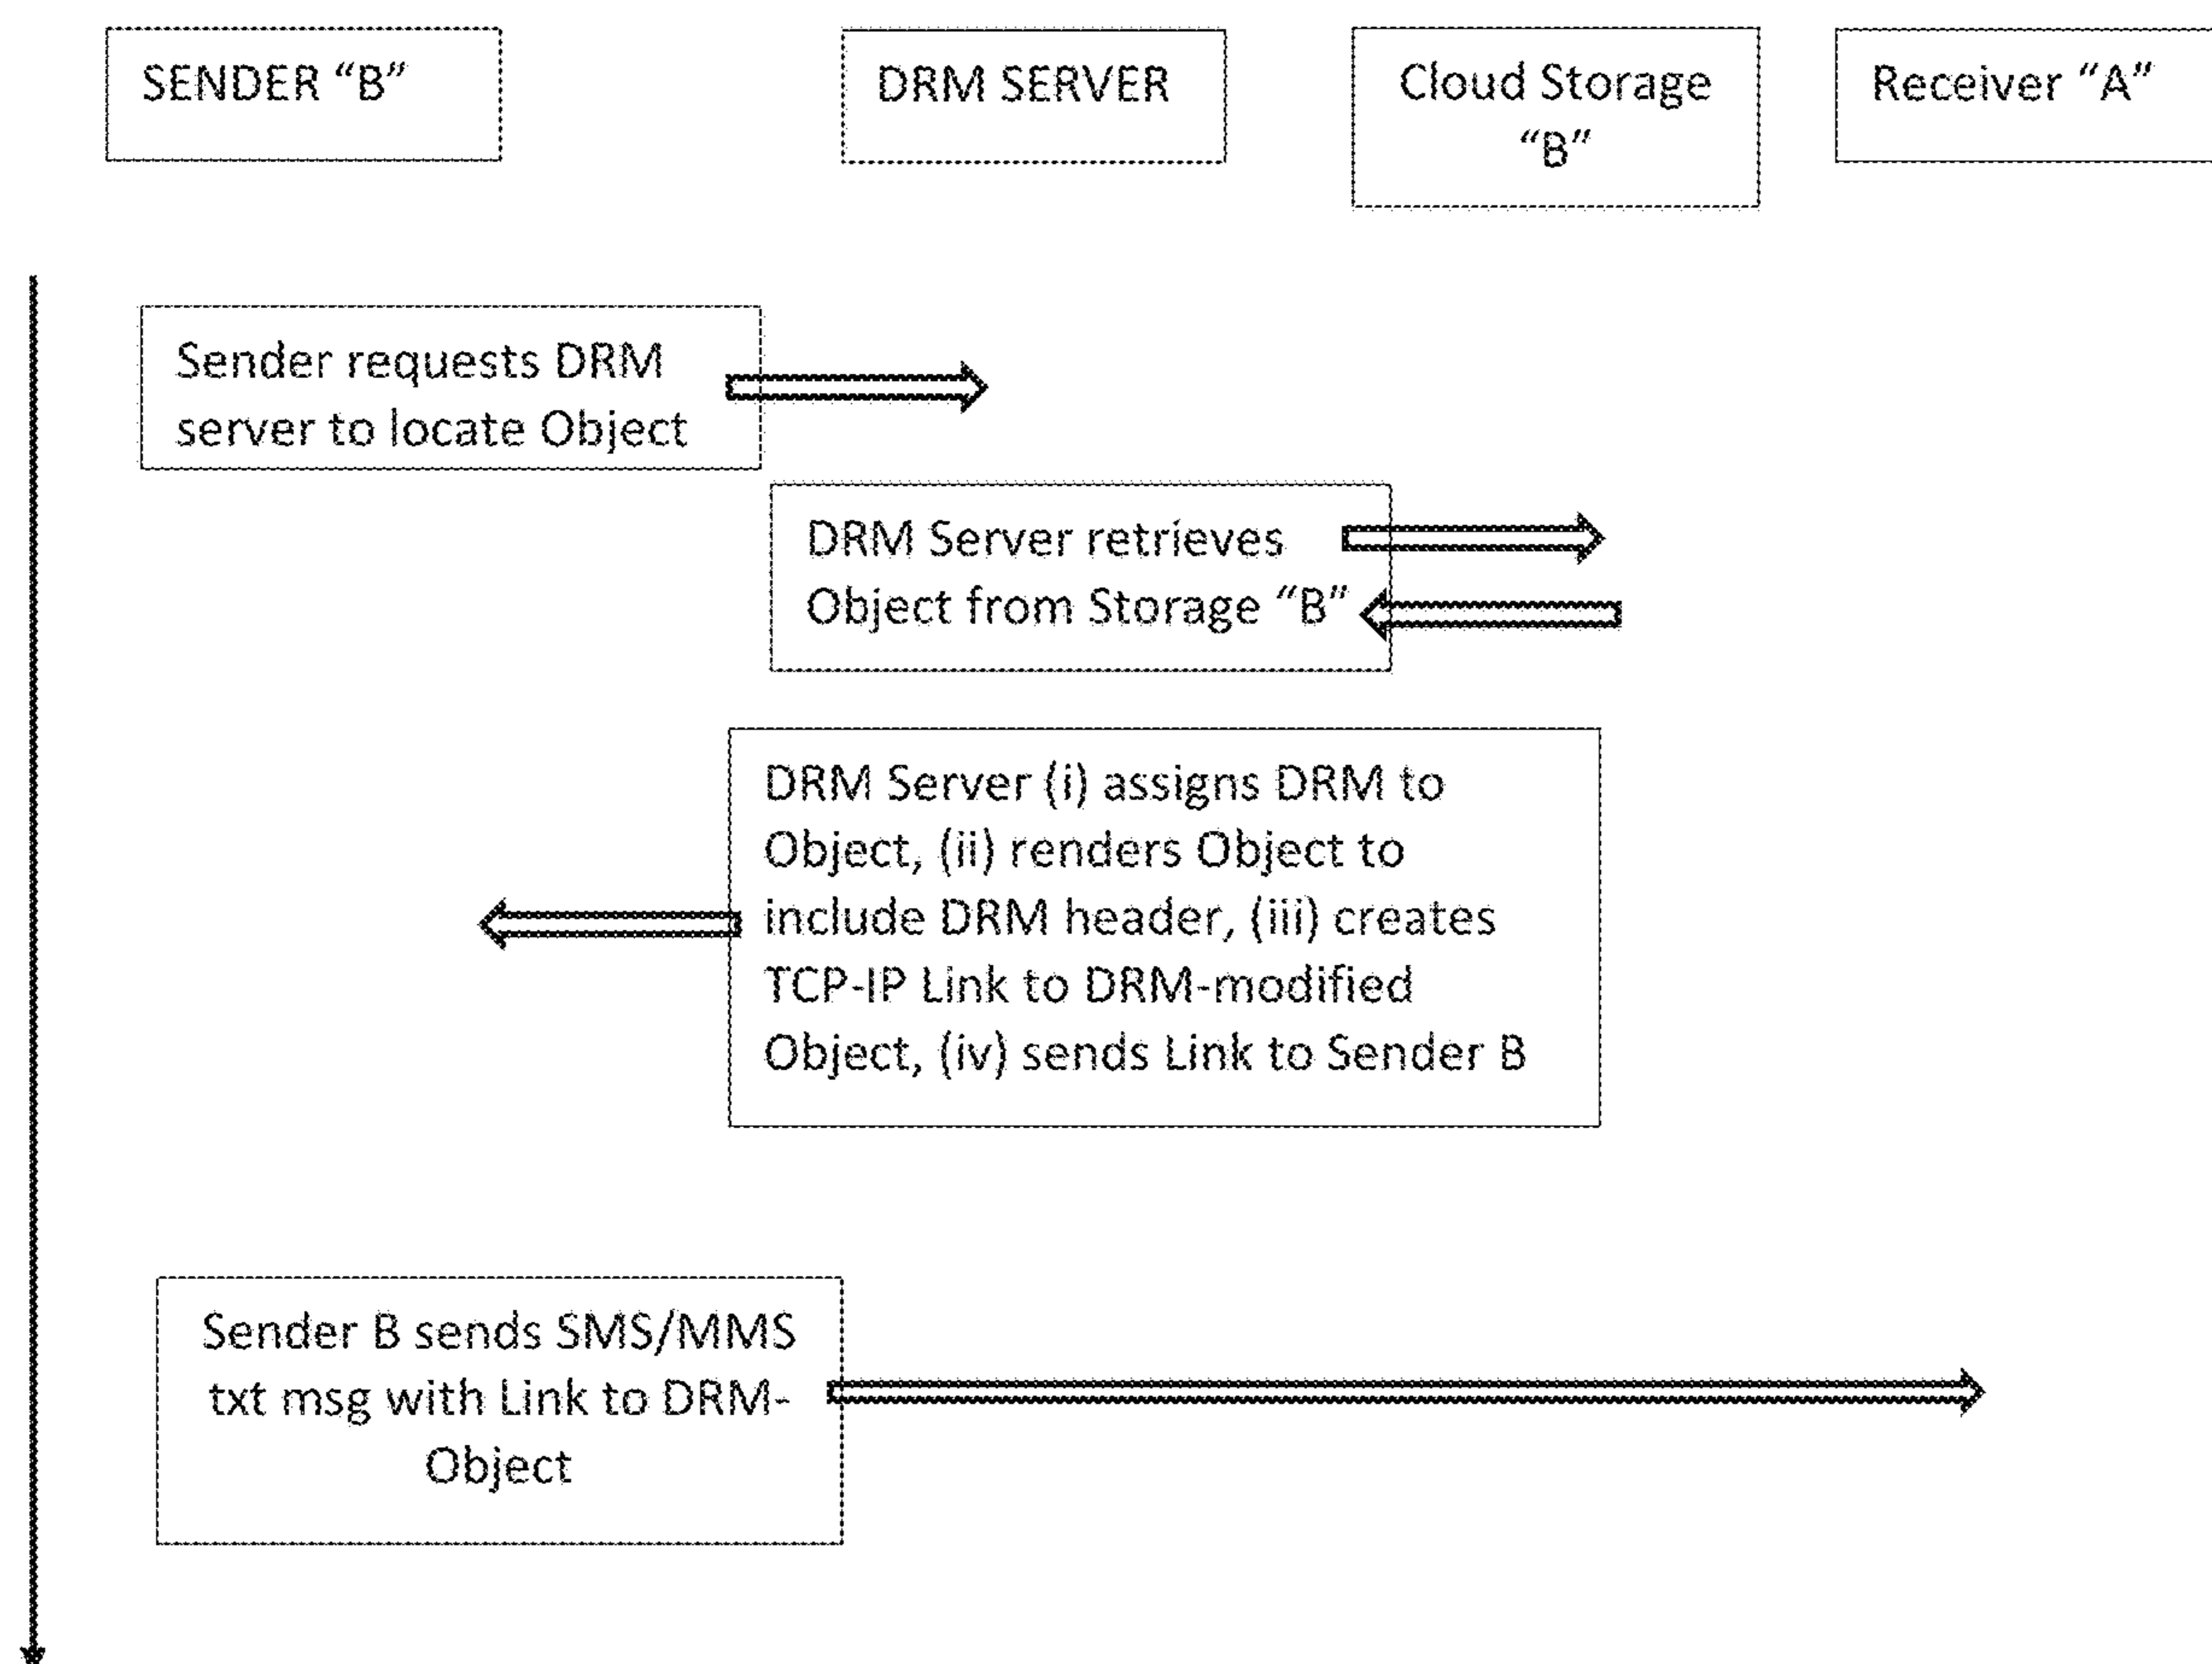 SENDER “B”
DRM SERVER
Cloud Storage
“B”
Receiver “A”
Sender requests DRM
server to locate Object
DRM Server retrieves
Object from Storage “B”
DRM Server (i) assigns DRM to
Object, (ii) renders Object to
include DRM header, (iii) creates
TCP-IP Link to DRM-modified
Object, (iv) sends Link to Sender B
Sender B sends SMS/MMS
txt msg with Link to DRM-
Object